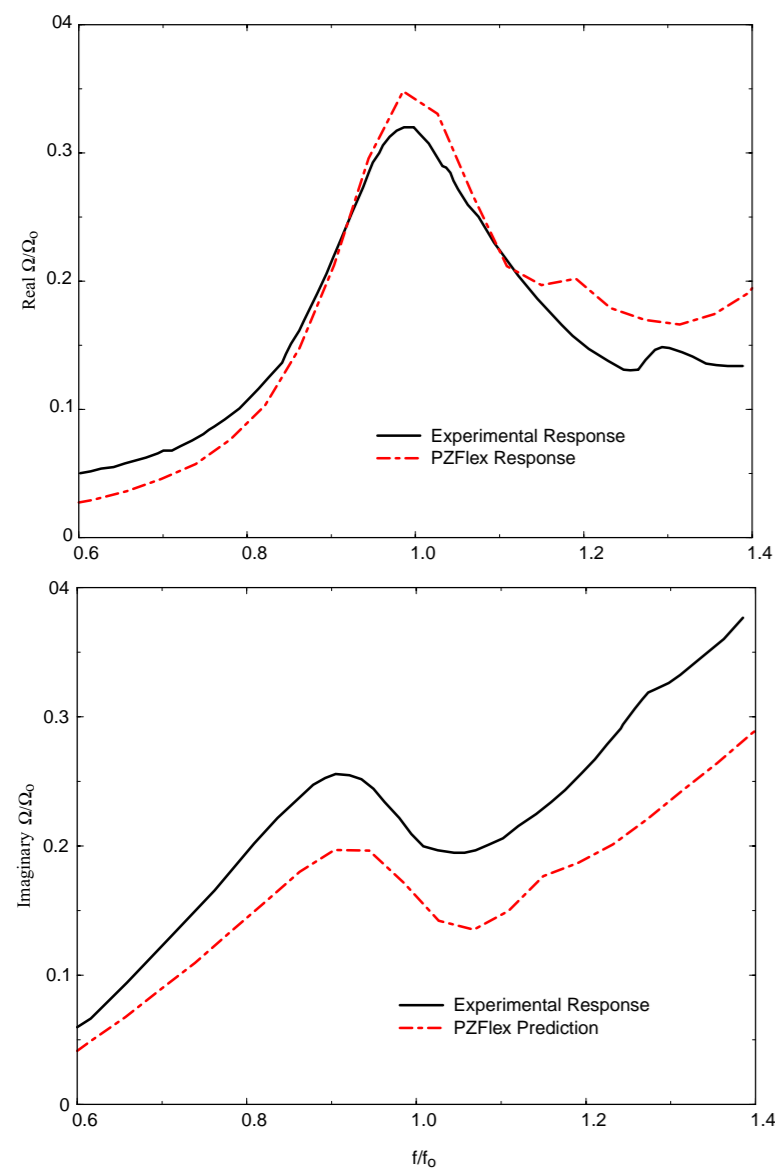 04
0.3
Real Ω/Ωo
0.2
0.1
0
Experimental Response
PZFlex Response
0.6
0.8
1.0
1.2
1.4
04
0.3
Imaginary Ω/Ωo
0.2
0.1
0
Experimental Response
PZFlex Prediction
0.6
0.8
1.0
1.2
1.4
f/fo